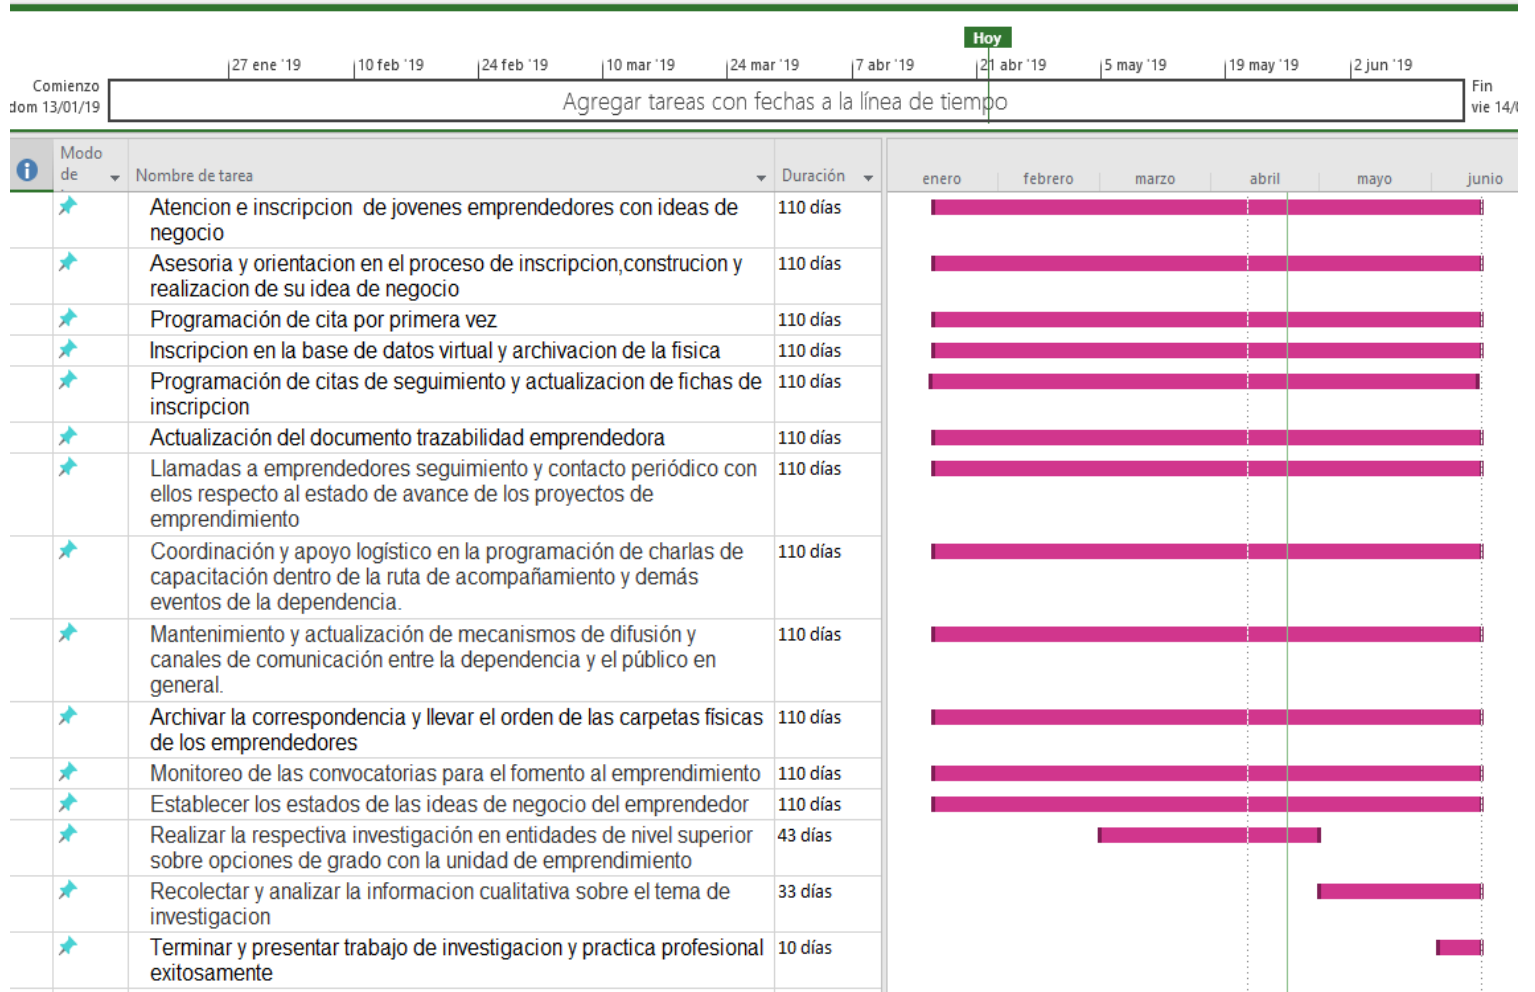 Hoy
27 ene '19 10 feb '19 24 feb '19 10 mar '19 24 mar '19 7 abr '19 21 abr '19 5 may '19 19 may '19 2 jun '19
Comienzo
dom 13/01/19
Agregar tareas con fechas a la línea de tiempo
Fin
vie 14/0
Modo
de
Nombre de tarea
Duración
enero febrero marzo abril mayo junio
Atencion e inscripcion de jovenes emprendedores con ideas de 110 días
negocio
Asesoria y orientacion en el proceso de inscripcion,construcion y 110 días
realizacion de su idea de negocio
Programación de cita por primera vez 110 días
Inscripcion en la base de datos virtual y archivacion de la fisica 110 días
Programación de citas de seguimiento y actualizacion de fichas de 110 días
inscripcion
Actualización del documento trazabilidad emprendedora 110 días
Llamadas a emprendedores seguimiento y contacto periódico con 110 días
ellos respecto al estado de avance de los proyectos de
emprendimiento
Coordinación y apoyo logístico en la programación de charlas de 110 días
capacitación dentro de la ruta de acompañamiento y demás
eventos de la dependencia.
Mantenimiento y actualización de mecanismos de difusión y 110 días
canales de comunicación entre la dependencia y el público en
general.
Archivar la correspondencia y llevar el orden de las carpetas físicas 110 días
de los emprendedores
Monitoreo de las convocatorias para el fomento al emprendimiento 110 días
Establecer los estados de las ideas de negocio del emprendedor 110 días
Realizar la respectiva investigación en entidades de nivel superior 43 días
sobre opciones de grado con la unidad de emprendimiento
Recolectar y analizar la informacion cualitativa sobre el tema de 33 días
investigacion
Terminar y presentar trabajo de investigacion y practica profesional 10 días
exitosamente